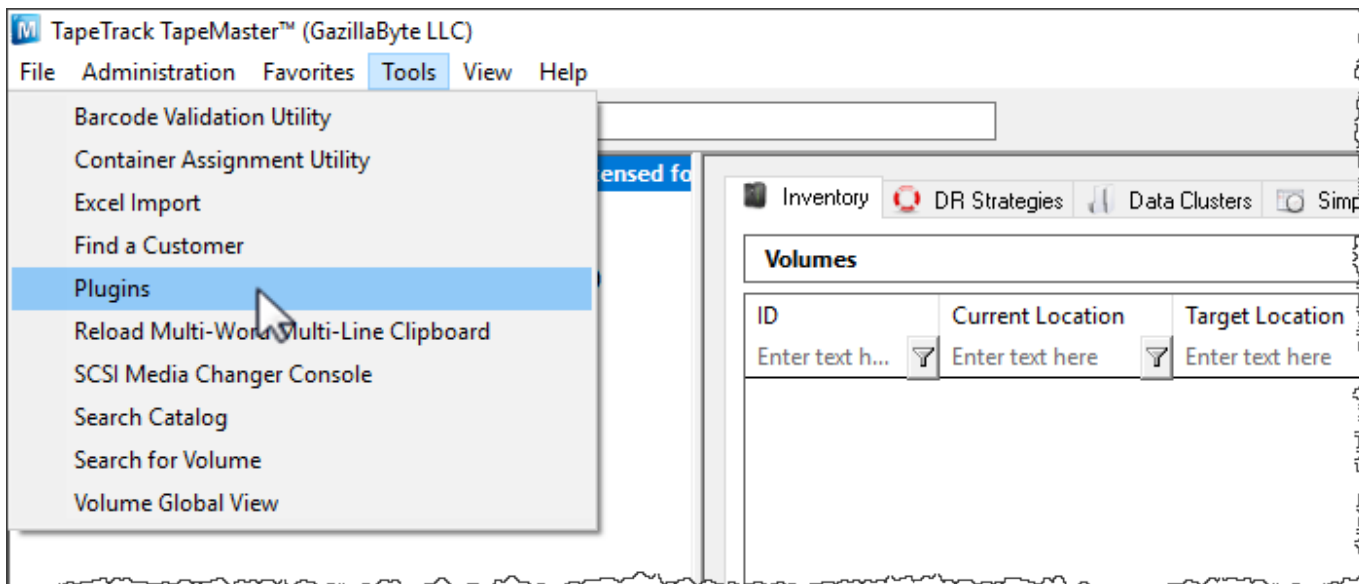 TapeTrack TapeMaster™ (GazillaByte LLC)
File Administration Favorites Tools View Help
Barcode Validation Utility
Container Assignment Utility
Excel Import
Find a Customer
Plugins
Reload Multi-Word Multi-Line Clipboard
SCSI Media Changer Console
Search Catalog
Search for Volume
Volume Global View
ensed fo
Inventory DR Strategies Data Clusters Simp
Volumes
ID Current Location Target Location
Enter text h... Enter text here Enter text here